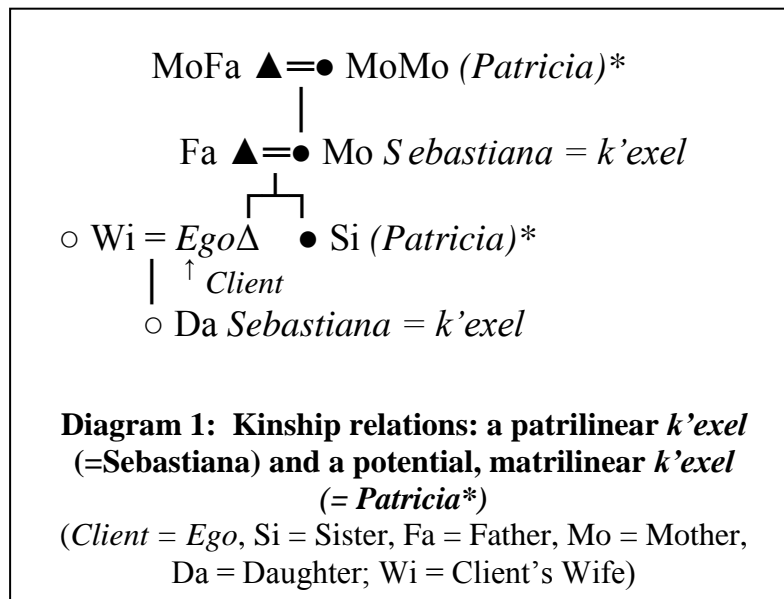 MoFa ▲=● MoMo (Patricia)*
Fa ▲=● Mo S ebastiana = k’exel
○ Wi = EgoΔ ● Si (Patricia)*
↑ Client
○ Da Sebastiana = k’exel
Diagram 1: Kinship relations: a patrilinear k’exel
(=Sebastiana) and a potential, matrilinear k’exel
(= Patricia*)
(Client = Ego, Si = Sister, Fa = Father, Mo = Mother,
Da = Daughter; Wi = Client’s Wife)